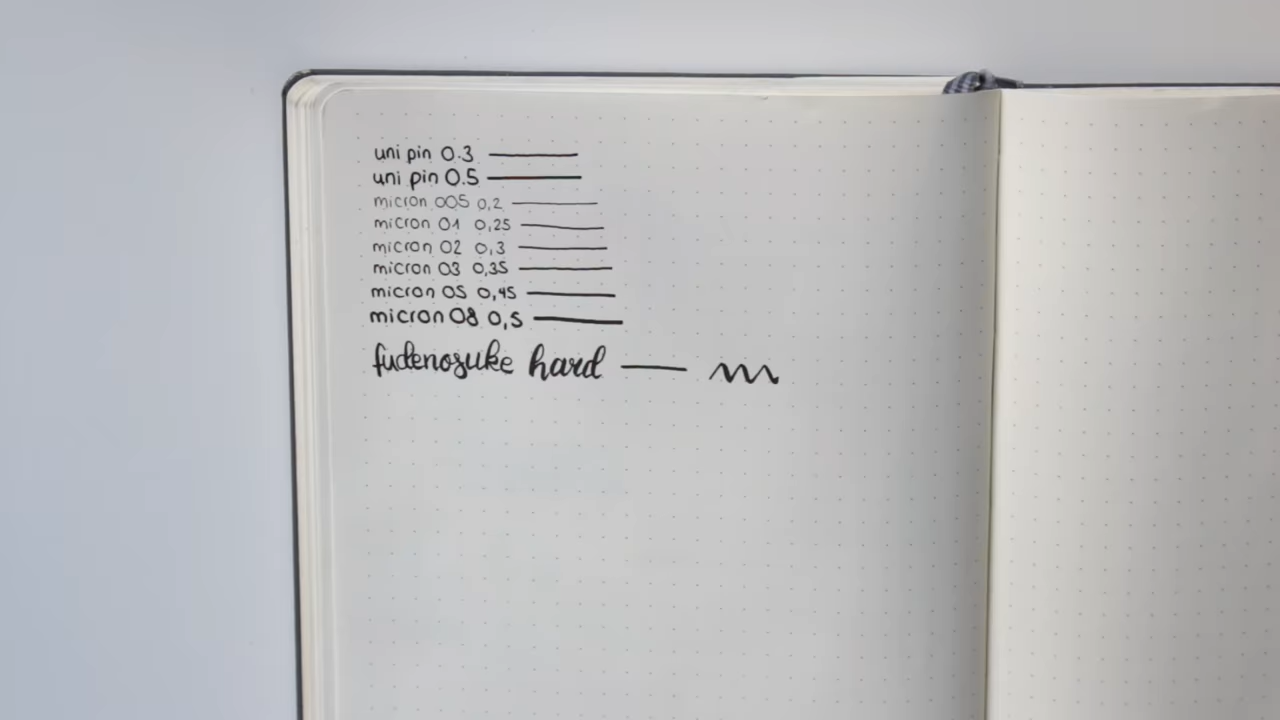 uni pin 0.3
uni pin 0.5
micron 005 0,2
micron 01 0,25
micron 02 0,3
micron 03 0,35
micron 05 0,45
micron 08 0,5
fudenosuke hard